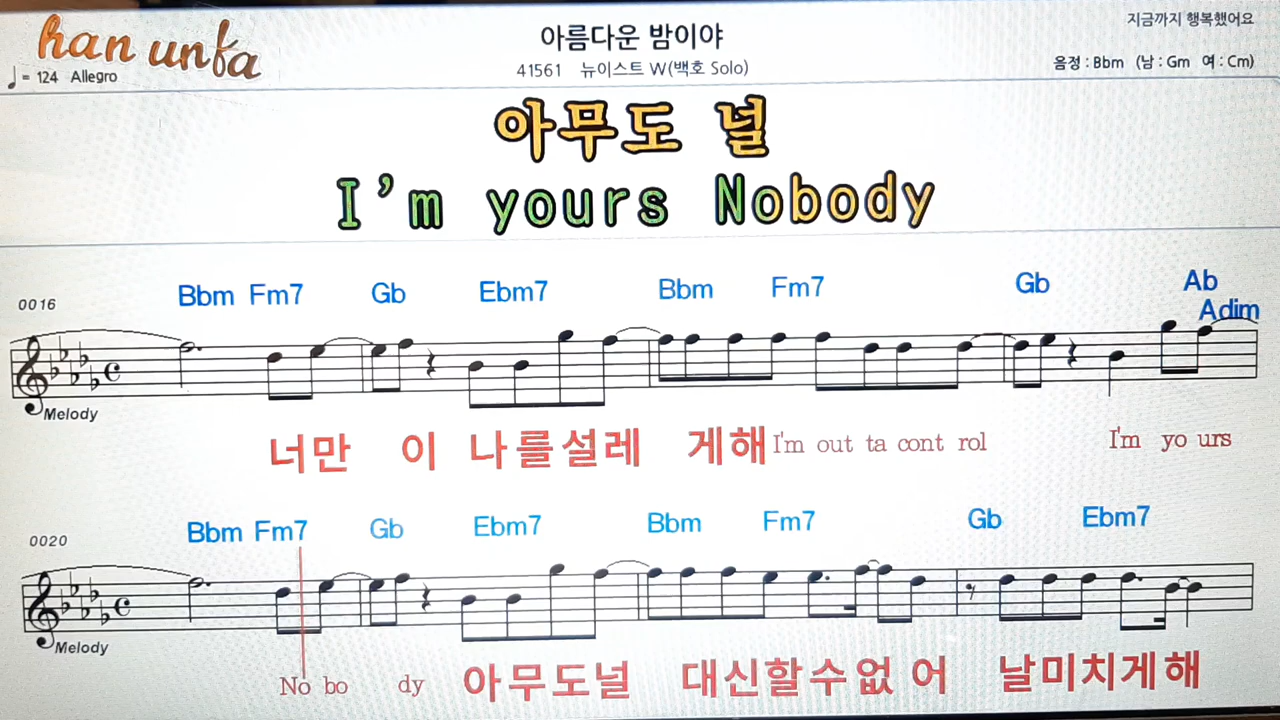 han unfa
♩= 124 Allegro
아름다운 밤이야
41561 뉴이스트 W(백호 Solo)
지금까지 행복했어요
음정 : Bbm (남 : Gm 여 : Cm)
아무도 널
I'm yours Nobody
0016
Bbm Fm7 Gb Ebm7 Bbm Fm7 Gb Ab
Adim
Melody
너만 이 나를설레 게해 I'm out ta cont rol I'm yo urs
0020
Bbm Fm7 Gb Ebm7 Bbm Fm7 Gb Ebm7
Melody
No bo dy 아무도널 대신할수없 어 날미치게해